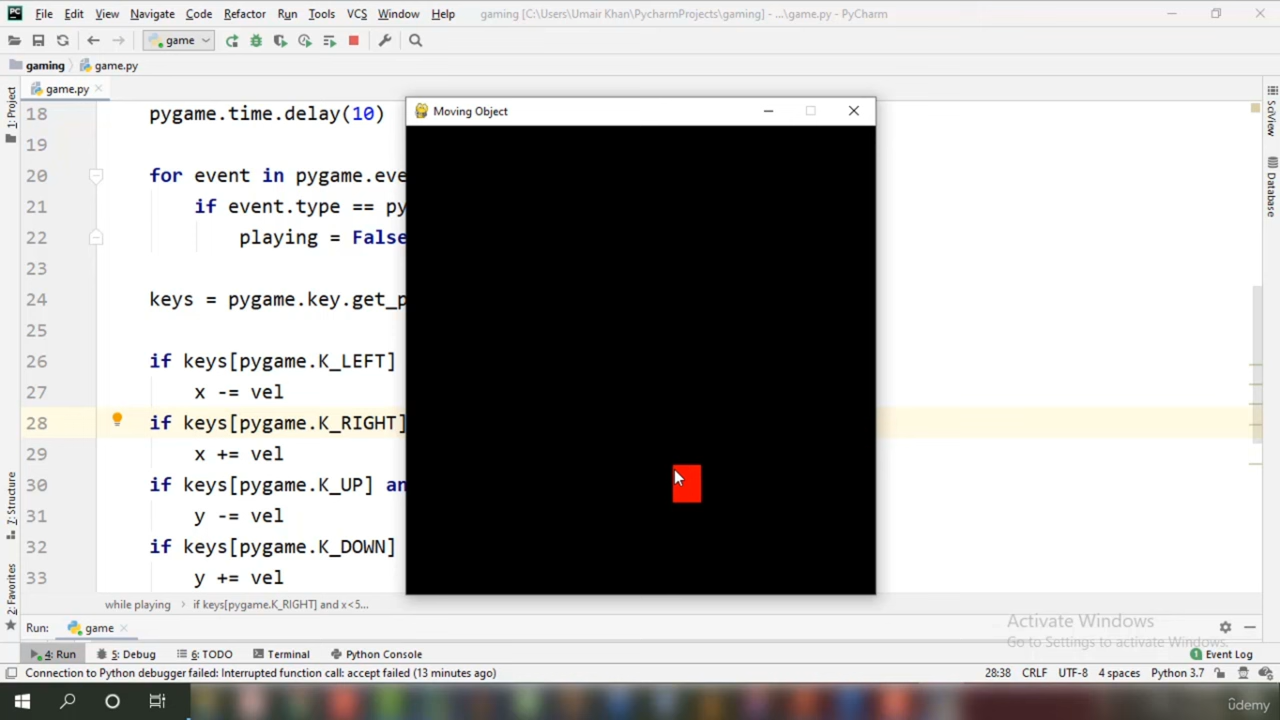 File Edit View Navigate Code Refactor Run Tools VCS Window Help gaming [C:\Users\Umair Khan\PycharmProjects\gaming] - ...\game.py - PyCharm
game
gaming game.py
1: Project
game.py
SciView
Database
18 pygame.time.delay(10)
Moving Object
19
20 for event in pygame.eve
21 if event.type == py
22 playing = False
23
24 keys = pygame.key.get_p
25
26 if keys[pygame.K_LEFT]
27 x -= vel
28 if keys[pygame.K_RIGHT]
29 x += vel
30 if keys[pygame.K_UP] an
31 y -= vel
32 if keys[pygame.K_DOWN]
33 y += vel
Z: Structure
2: Favorites
while playing if keys[pygame.K_RIGHT] and x<5...
Run: game
Activate Windows
Go to Settings to activate Windows.
4: Run 5: Debug 6: TODO Terminal Python Console 1 Event Log
Connection to Python debugger failed: Interrupted function call: accept failed (13 minutes ago) 28:38 CRLF UTF-8 4 spaces Python 3.7
ûdemy